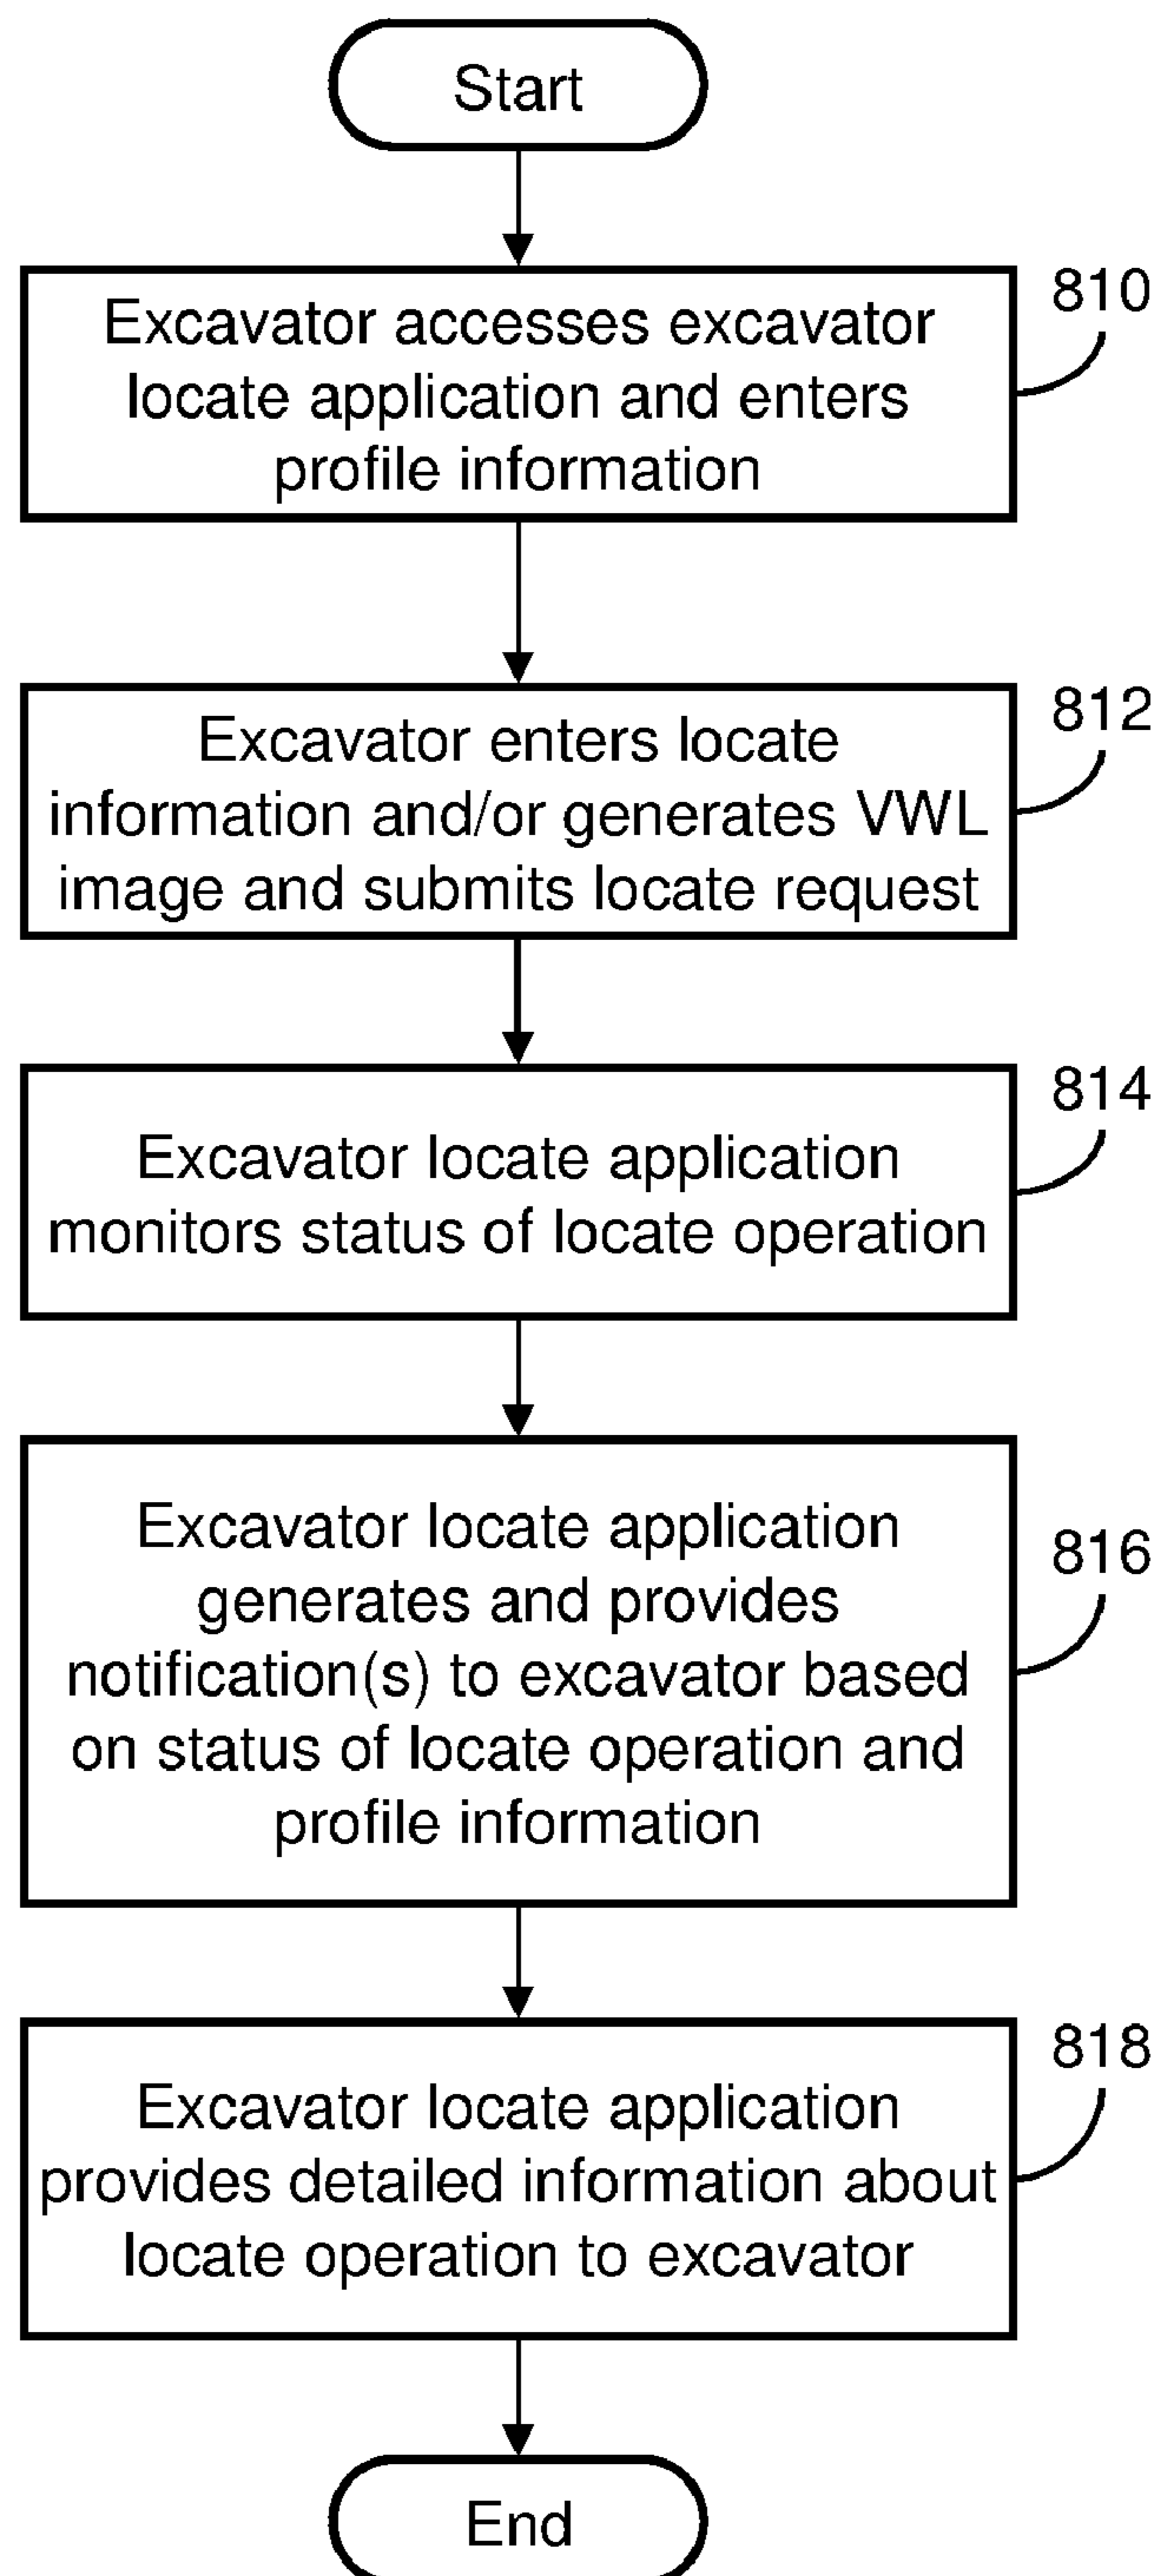 Start
810
Excavator accesses excavator
locate application and enters
profile information
812
Excavator enters locate
information and/or generates VWL
image and submits locate request
814
Excavator locate application
monitors status of locate operation
816
Excavator locate application
generates and provides
notification(s) to excavator based
on status of locate operation and
profile information
818
Excavator locate application
provides detailed information about
locate operation to excavator
End